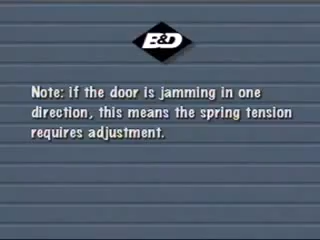 B&D
Note: if the door is jamming in one
direction, this means the spring tension
requires adjustment.